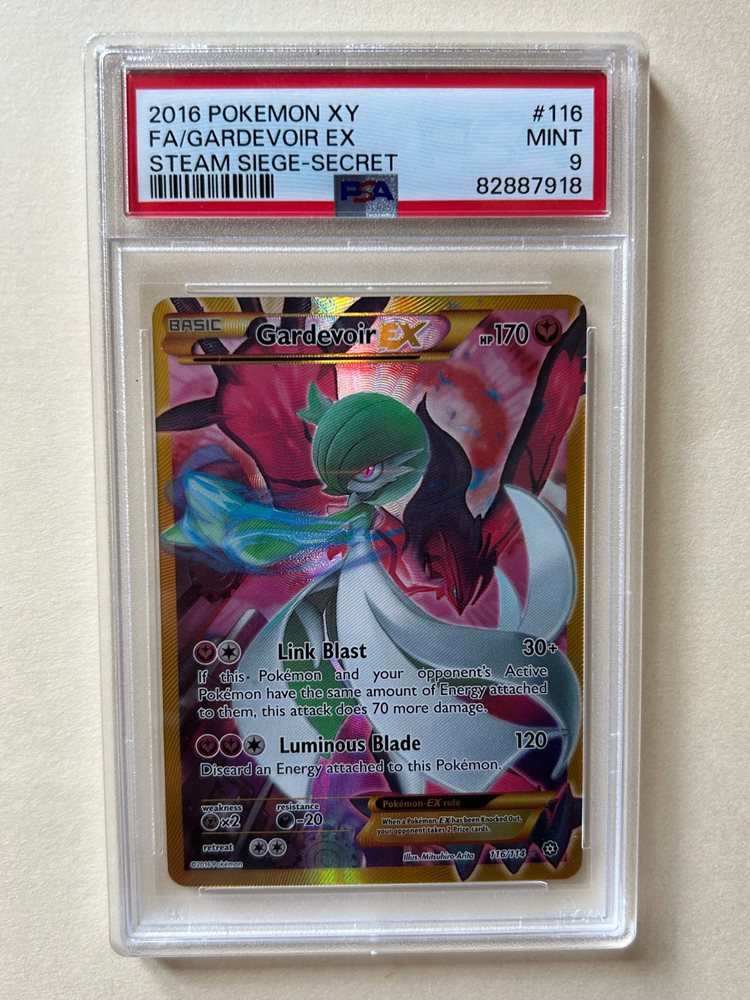 2016 POKEMON XY #116
FA/GARDEVOIR EX MINT
STEAM SIEGE-SECRET 9
PSA 82887918
BASIC Gardevoir EX HP170
Link Blast 30+
If this Pokémon and your opponent's Active
Pokémon have the same amount of Energy attached
to them, this attack does 70 more damage.
Luminous Blade 120
Discard an Energy attached to this Pokémon.
weakness resistance
×2 -20
retreat
Pokémon-EX rule
When a Pokémon-EX has been Knocked Out,
your opponent takes 2 Prize cards.
©2016 Pokémon Illus. Mitsuhiro Arita 116/114